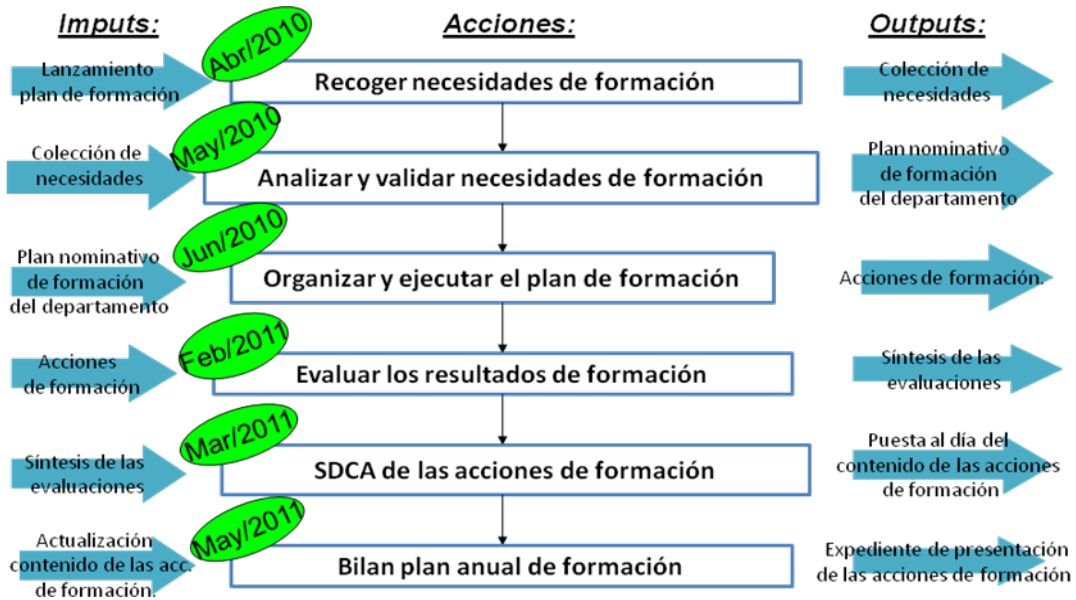 Imputs:
Acciones:
Outputs:
Lanzamiento
plan de formación
Abr/2010
Recoger necesidades de formación
Colección de
necesidades
Colección de
necesidades
May/2010
Analizar y validar necesidades de formación
Plan nominativo
de formación
del departamento
Plan nominativo
de formación
del departamento
Jun/2010
Organizar y ejecutar el plan de formación
Acciones de formación.
Acciones
de formación
Feb/2011
Evaluar los resultados de formación
Síntesis de las
evaluaciones
Síntesis de las
evaluaciones
Mar/2011
SDCA de las acciones de formación
Puesta al día del
contenido de las acciones
de formación
Actualización
contenido de las acc.
de formación.
May/2011
Bilan plan anual de formación
Expediente de presentación
de las acciones de formación